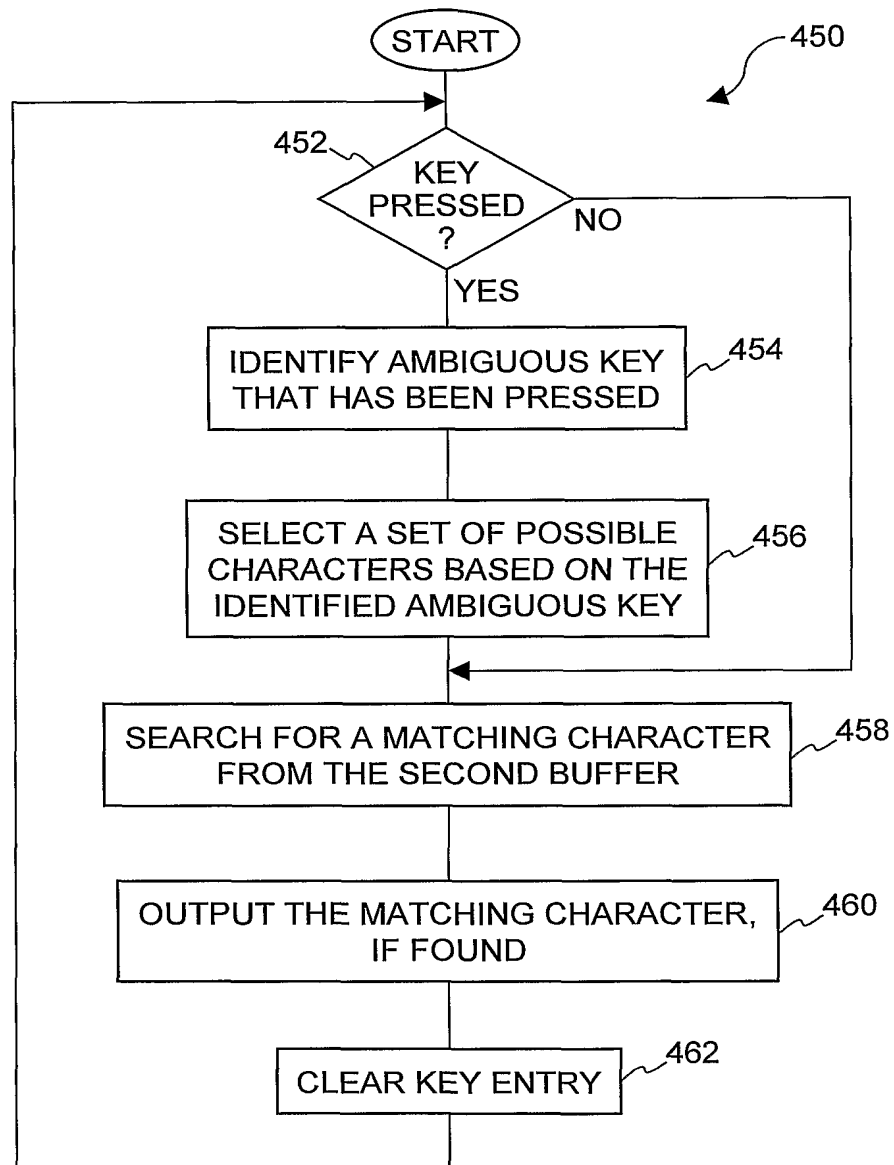 START
450
452
KEY
PRESSED
?
NO
YES
IDENTIFY AMBIGUOUS KEY
THAT HAS BEEN PRESSED
454
SELECT A SET OF POSSIBLE
CHARACTERS BASED ON THE
IDENTIFIED AMBIGUOUS KEY
456
SEARCH FOR A MATCHING CHARACTER
FROM THE SECOND BUFFER
458
OUTPUT THE MATCHING CHARACTER,
IF FOUND
460
CLEAR KEY ENTRY
462